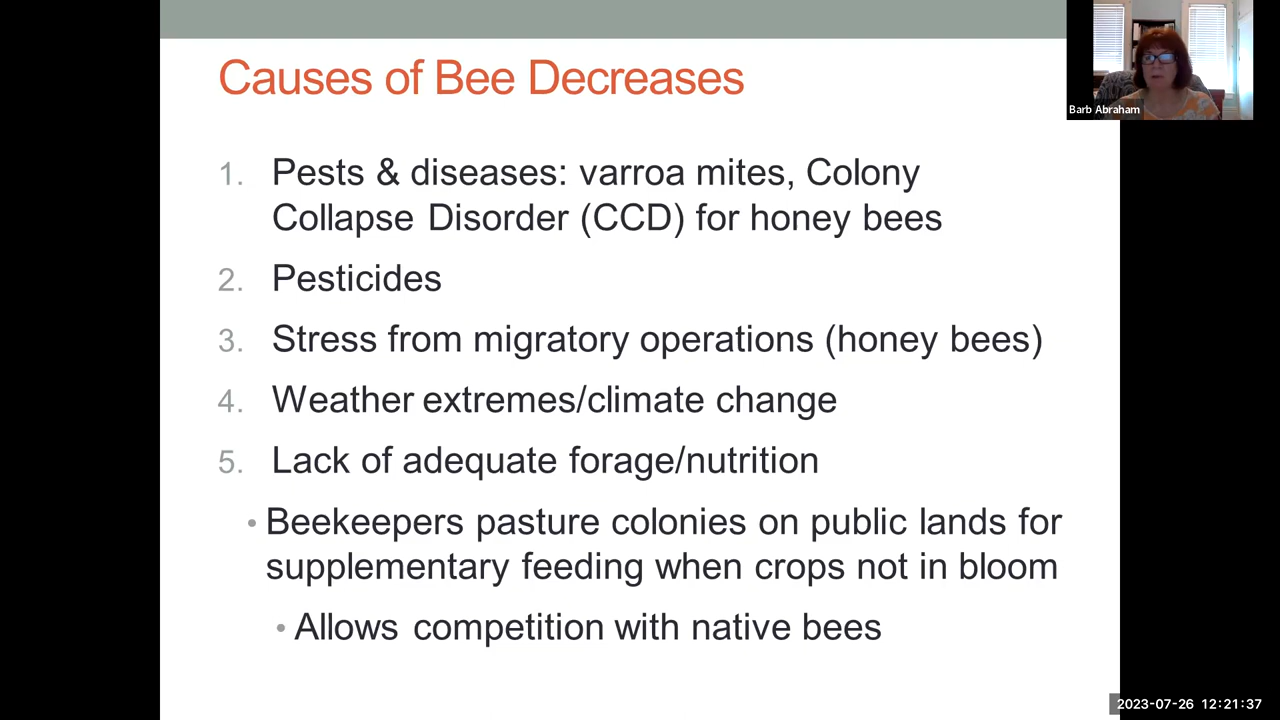 Causes of Bee Decreases
Barb Abraham
1. Pests & diseases: varroa mites, Colony
Collapse Disorder (CCD) for honey bees
2. Pesticides
3. Stress from migratory operations (honey bees)
4. Weather extremes/climate change
5. Lack of adequate forage/nutrition
• Beekeepers pasture colonies on public lands for
supplementary feeding when crops not in bloom
• Allows competition with native bees
2023-07-26 12:21:37